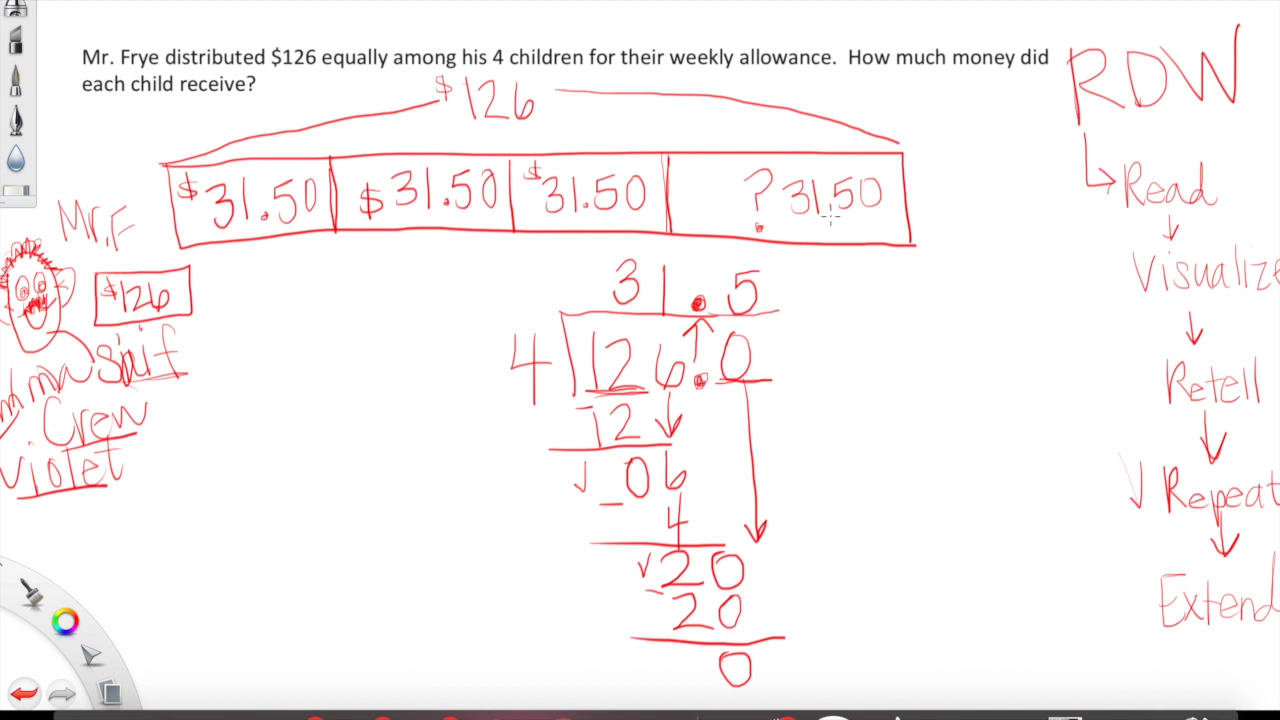 Mr. Frye distributed $126 equally among his 4 children for their weekly allowance. How much money did
each child receive?
$126
$31.50 $31.50 $31.50 ? 31.50
Mr. F
$126
Crew
Violet
31.5
4 126.0
- 12
06
- 4
20
- 20
0
RDW
Read
Visualize
Retell
Repeat
Extend